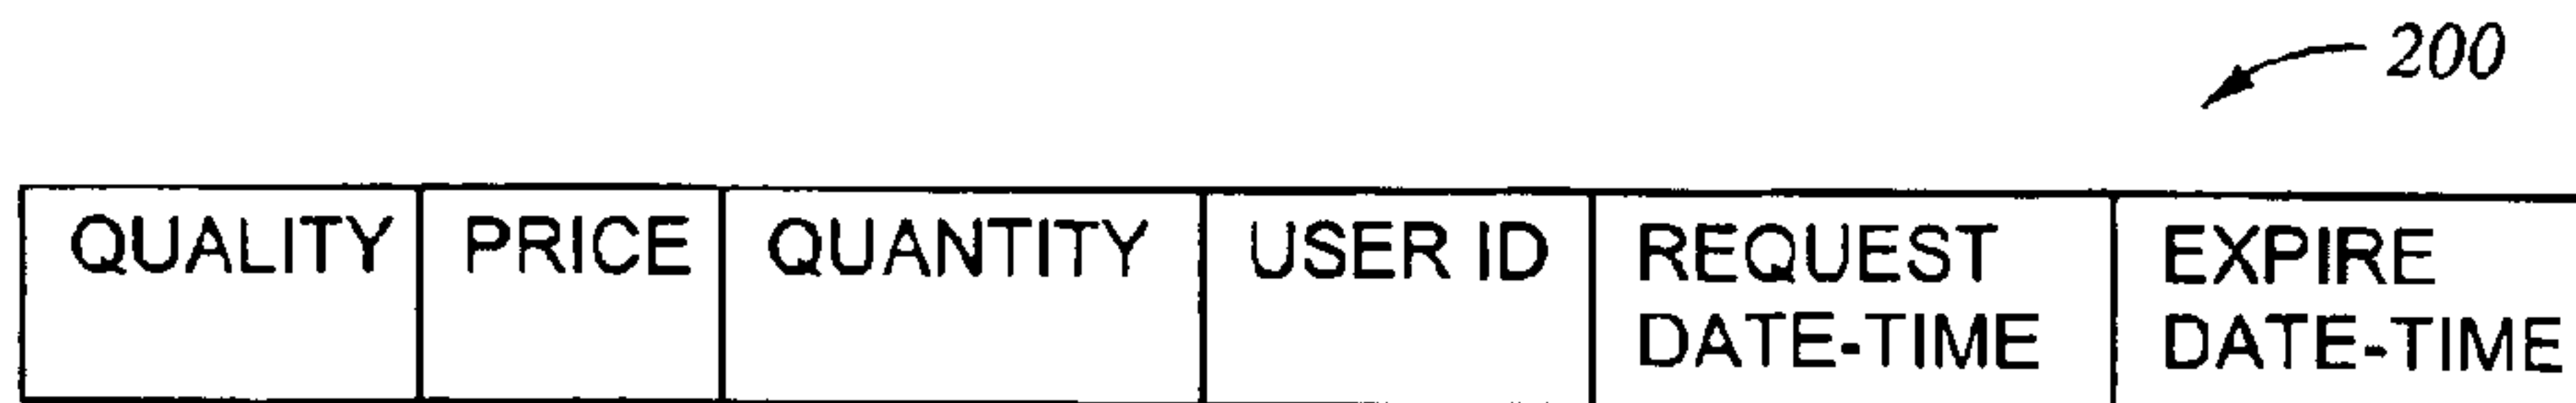 200
QUALITY PRICE QUANTITY USER ID REQUEST DATE-TIME EXPIRE DATE-TIME